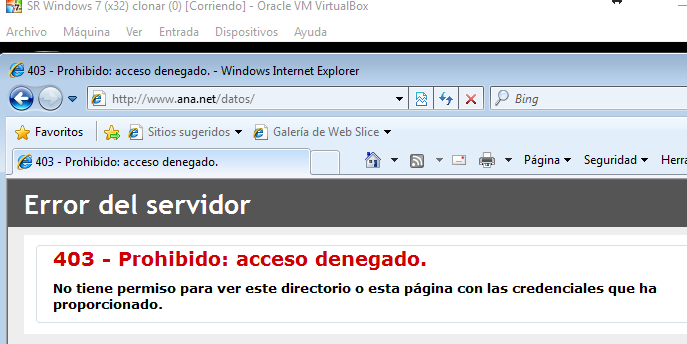 SR Windows 7 (x32) clonar (0) [Corriendo] - Oracle VM VirtualBox
Archivo Máquina Ver Entrada Dispositivos Ayuda
403 - Prohibido: acceso denegado. - Windows Internet Explorer
http://www.ana.net/datos/ Bing
Favoritos Sitios sugeridos Galería de Web Slice
403 - Prohibido: acceso denegado. Página Seguridad Herra
Error del servidor
403 - Prohibido: acceso denegado.
No tiene permiso para ver este directorio o esta página con las credenciales que ha
proporcionado.